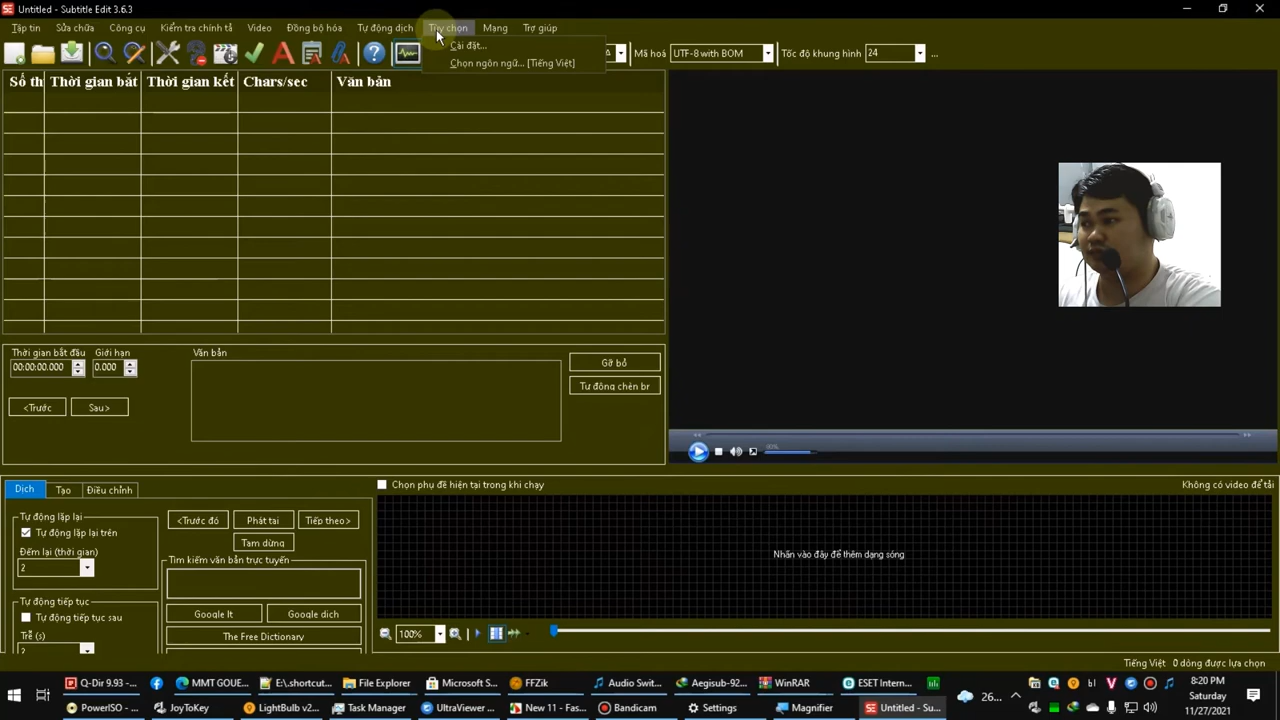 Untitled - Subtitle Edit 3.6.3
Tập tin Sửa chữa Công cụ Kiểm tra chính tả Video Đồng bộ hóa Tự động dịch Tùy chọn Mạng Trợ giúp
Cài đặt...
Chọn ngôn ngữ... [Tiếng Việt]
Mã hoá UTF-8 with BOM Tốc độ khung hình 24 ...
Số th Thời gian bắt Thời gian kết Chars/sec Văn bản
Thời gian bắt đầu Giới hạn Văn bản
00:00:00.000 0.000
Gỡ bỏ
Tự động chèn br
<Trước Sau>
80%
Dịch Tạo Điều chỉnh
Chọn phụ đề hiện tại trong khi chạy
Không có video để tải
Tự động lặp lại
Tự động lặp lại trên
Đếm lại (thời gian)
2
<Trước đó Phát tại Tiếp theo>
Tạm dừng
Tìm kiếm văn bản trực tuyến
Google It Google dịch
The Free Dictionary
Tự động tiếp tục
Tự động tiếp tục sau
Trễ (s)
2
Nhấn vào đây để thêm dạng sóng
100%
Tiếng Việt 0 dòng được lựa chọn
Q-Dir 9.93 - ... MMT GOUE... E:\.shortcut... File Explorer Microsoft S... FFZik Audio Swit... Aegisub-92... WinRAR ESET Intern...
26...
8:20 PM
Saturday
11/27/2021
PowerISO - ... JoyToKey LightBulb v2... Task Manager UltraViewer ... New 11 - Fas... Bandicam Settings Magnifier Untitled - Su...